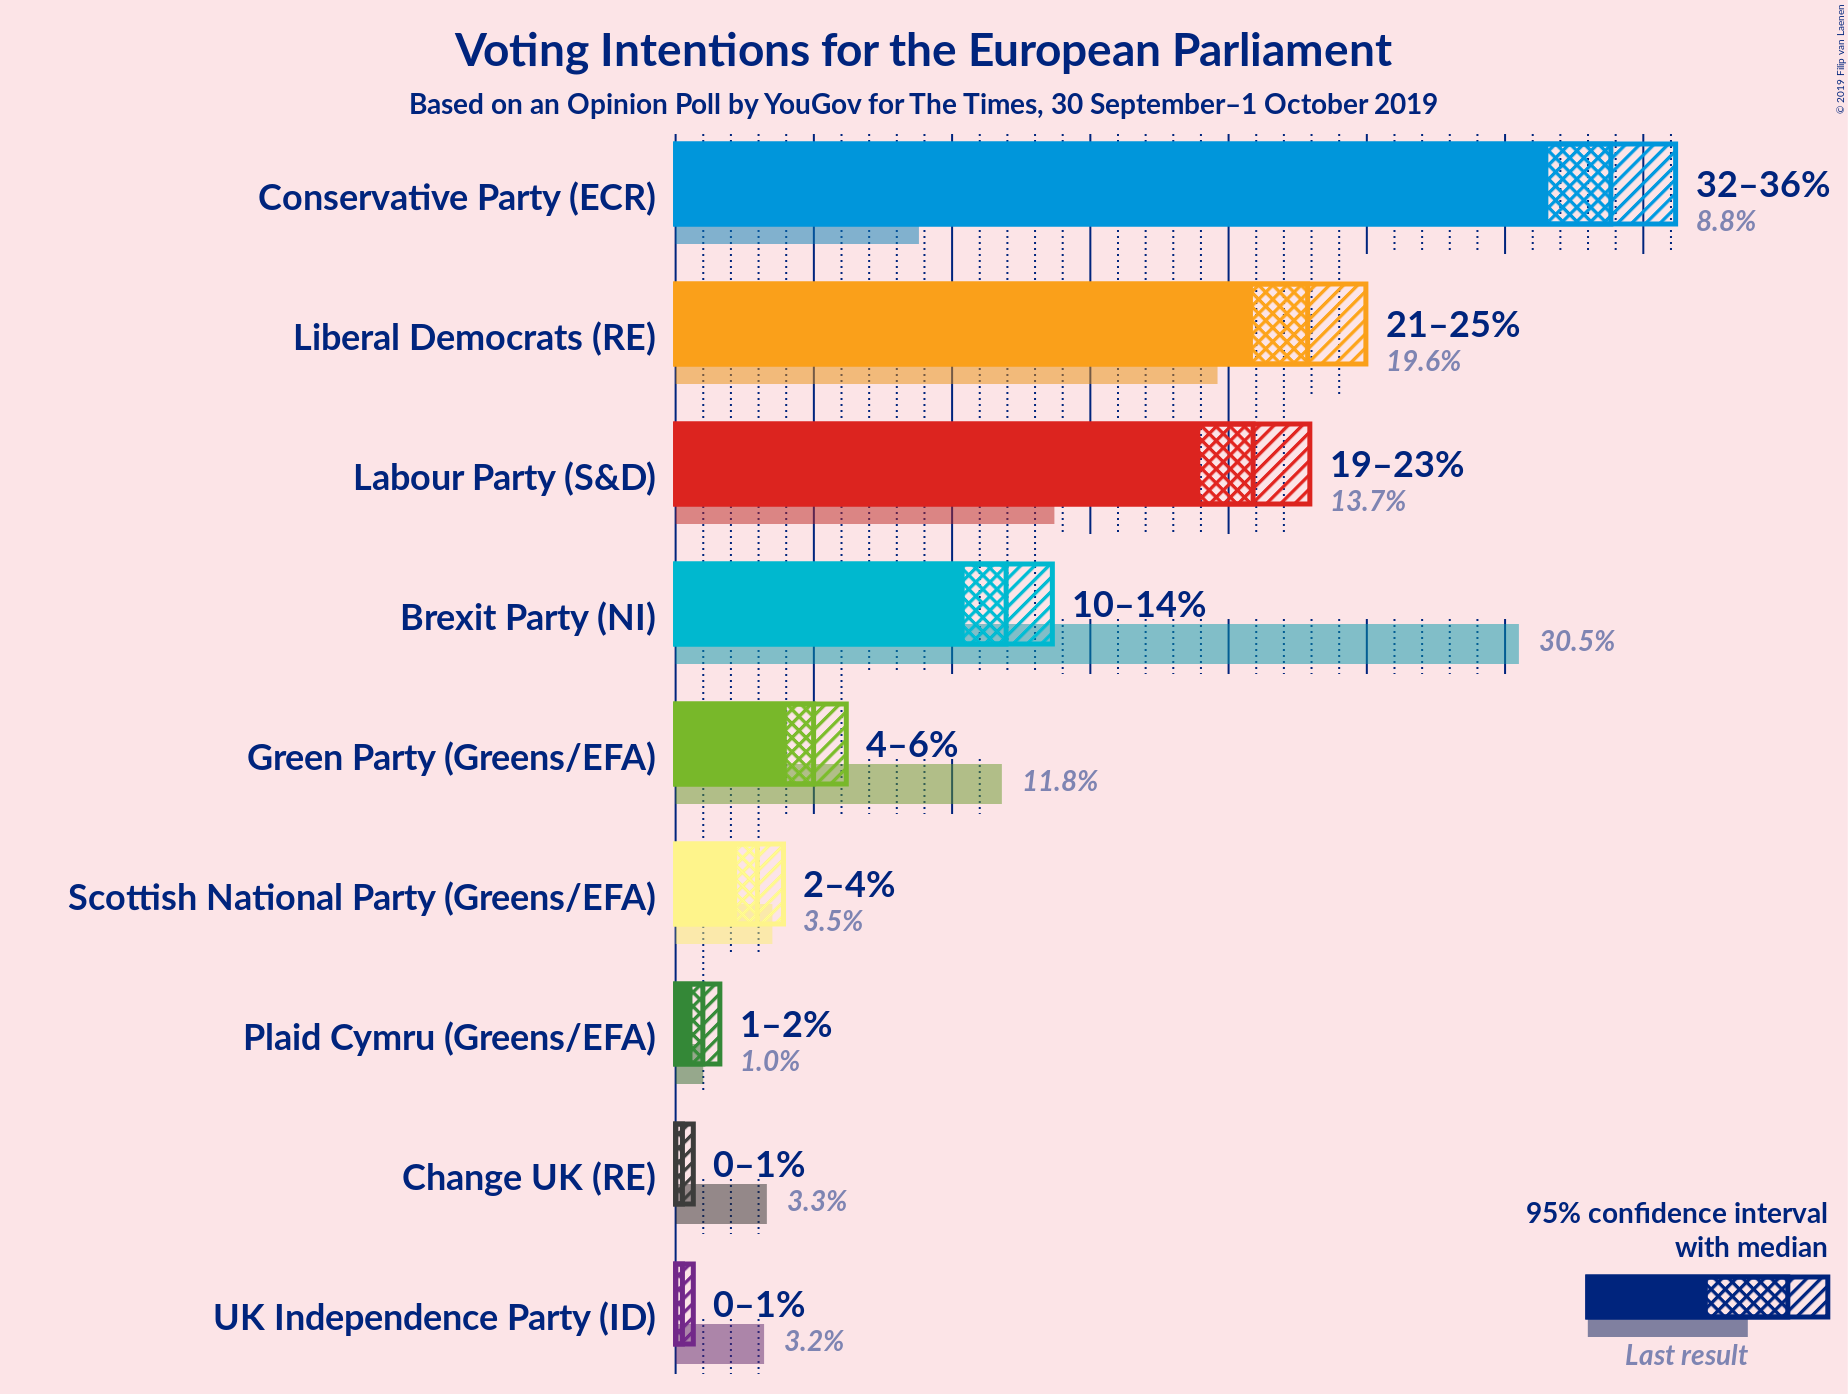 Voting Intentions for the European Parliament
Based on an Opinion Poll by YouGov for The Times, 30 September–1 October 2019
© 2019 Filip van Laenen
Conservative Party (ECR)
32–36%
8.8%
Liberal Democrats (RE)
21–25%
19.6%
Labour Party (S&D)
19–23%
13.7%
Brexit Party (NI)
10–14%
30.5%
Green Party (Greens/EFA)
4–6%
11.8%
Scottish National Party (Greens/EFA)
2–4%
3.5%
Plaid Cymru (Greens/EFA)
1–2%
1.0%
Change UK (RE)
0–1%
3.3%
UK Independence Party (ID)
0–1%
3.2%
95% confidence interval
with median
Last result